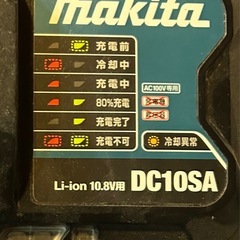 makita
充電前
冷却中
充電中
AC100V専用
80%充電
充電完了
充電不可
冷却異常
Li-ion 10.8V用 DC10SA